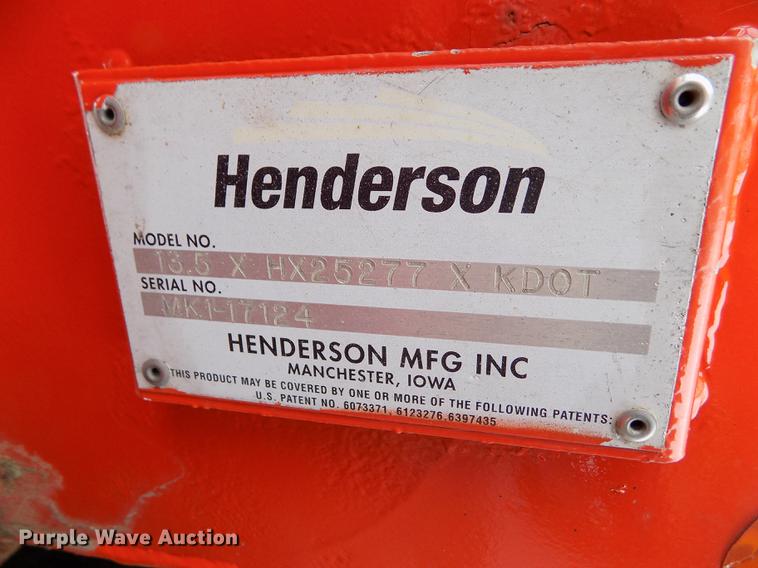 Henderson
MODEL NO.
13.5 X HX25277 X KDOT
SERIAL NO.
MK1-17124
HENDERSON MFG INC
MANCHESTER, IOWA
THIS PRODUCT MAY BE COVERED BY ONE OR MORE OF THE FOLLOWING PATENTS:
U.S. PATENT NO. 6073371, 6123276,6397435
Purple Wave Auction